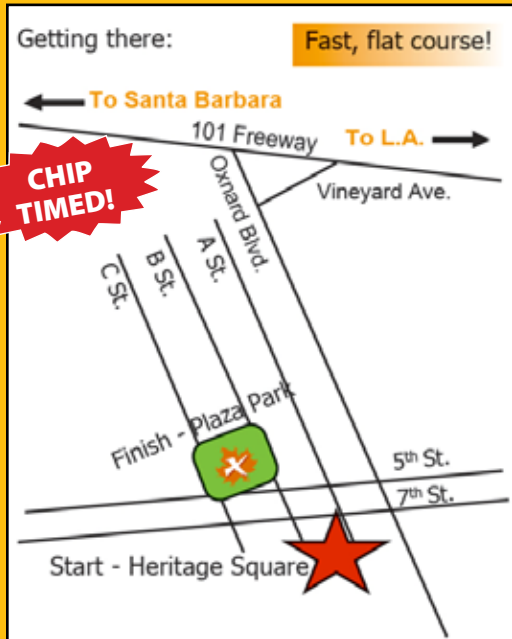 Getting there:
Fast, flat course!
To Santa Barbara
101 Freeway
To L.A.
CHIP
TIMED!
Oxnard Blvd.
Vineyard Ave.
A St.
B St.
C St.
Finish - Plaza Park
X
5th St.
7th St.
Start - Heritage Square